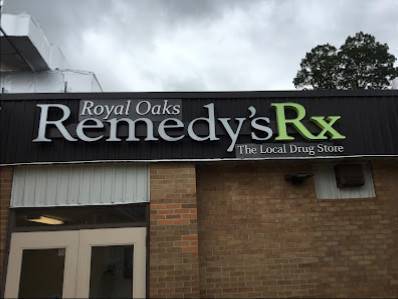 Royal Oaks
Remedy'sRx
The Local Drug Store